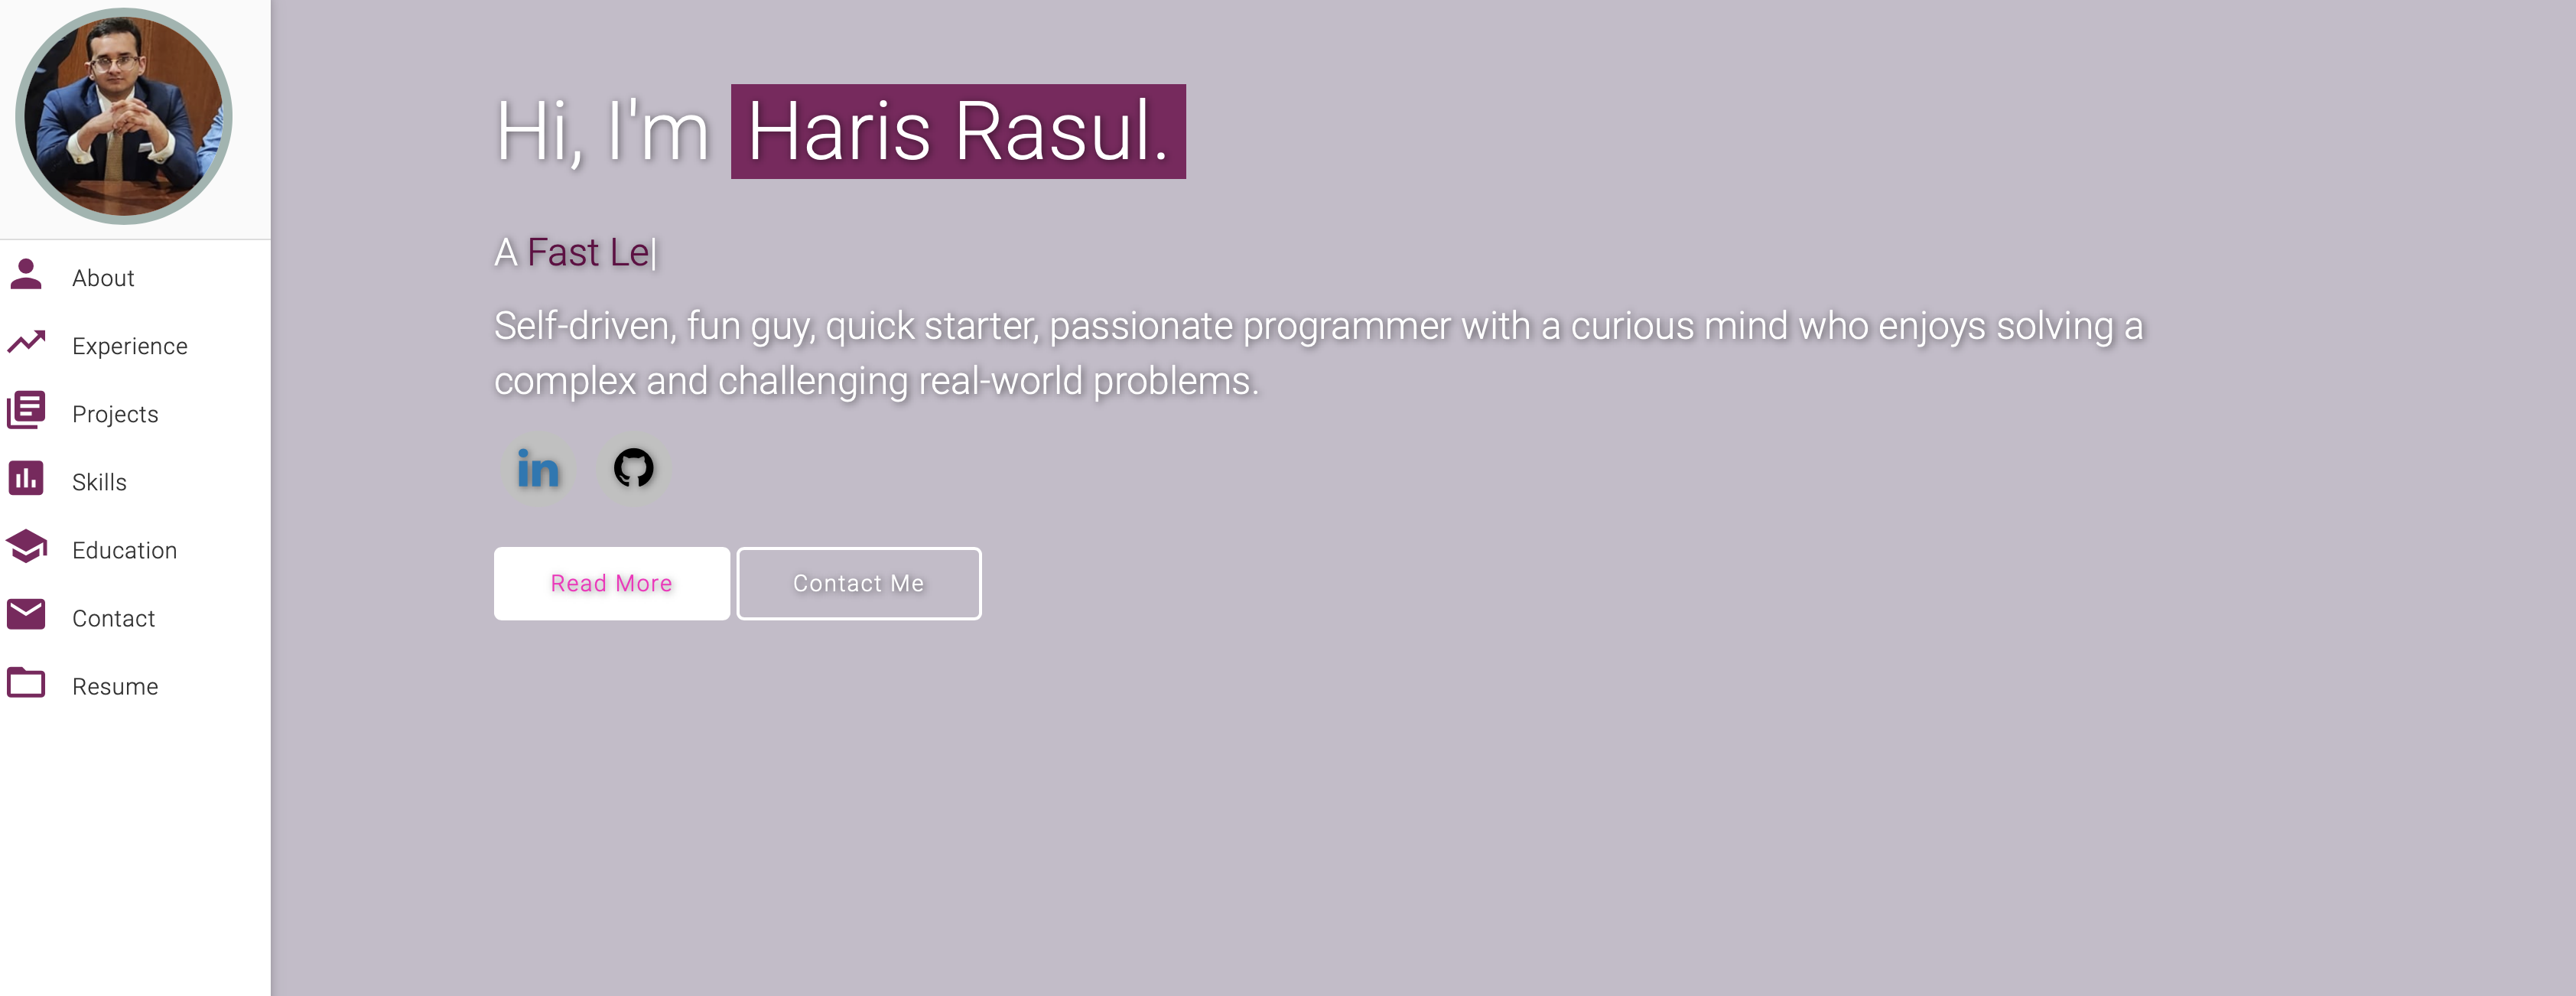 Hi, I'm Haris Rasul.
A Fast Le
Self-driven, fun guy, quick starter, passionate programmer with a curious mind who enjoys solving a
complex and challenging real-world problems.
in
Read More
Contact Me
About
Experience
Projects
Skills
Education
Contact
Resume